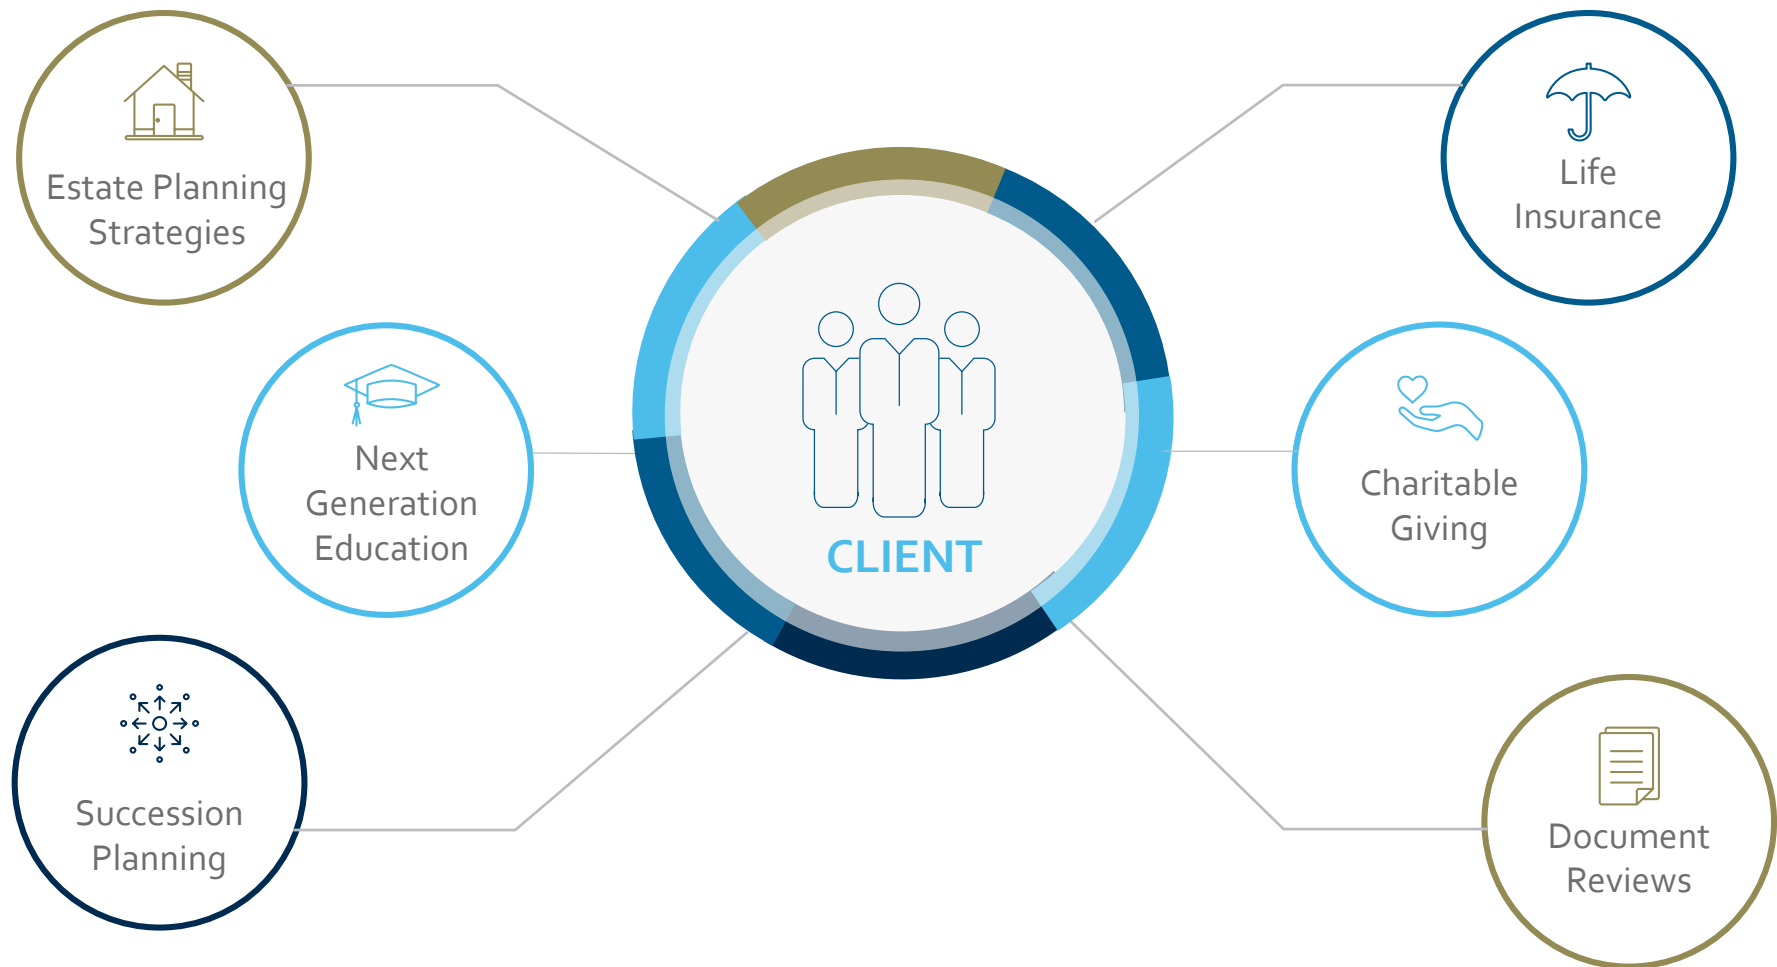 Estate Planning
Strategies
Life
Insurance
Next
Generation
Education
CLIENT
Charitable
Giving
Succession
Planning
Document
Reviews